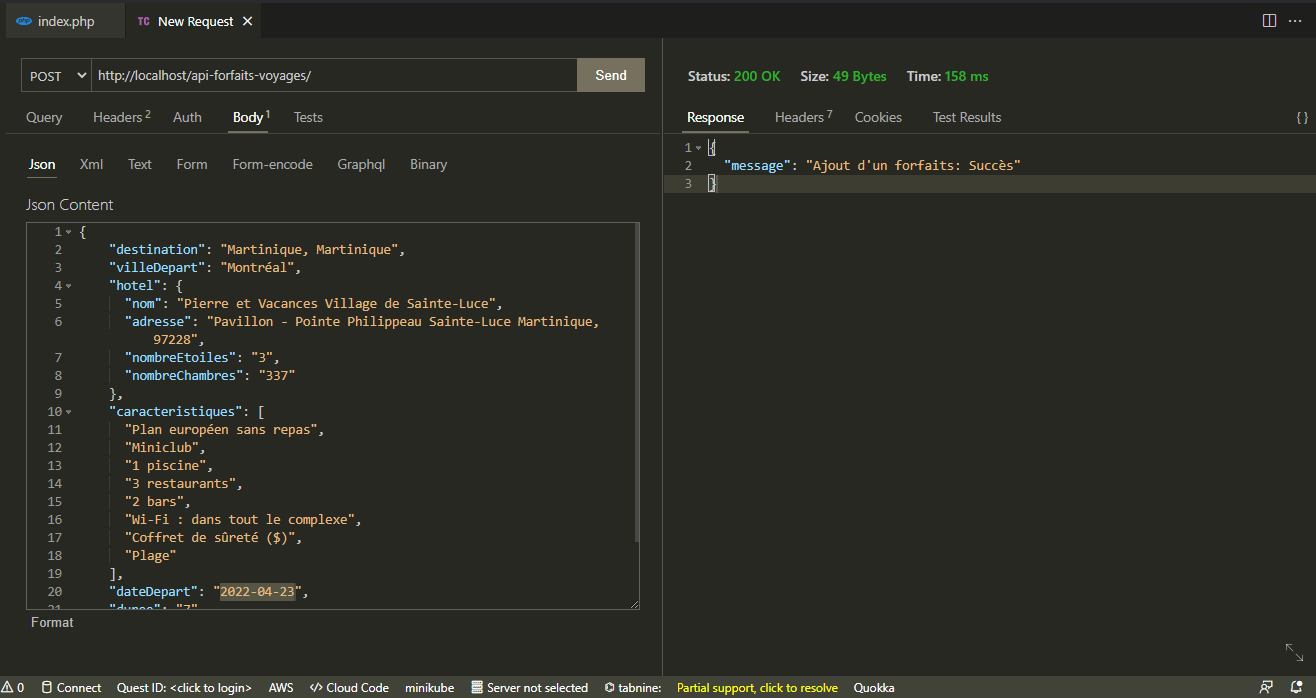 index.php
TC New Request
POST http://localhost/api-forfaits-voyages/ Send
Query Headers 2 Auth Body 1 Tests
Json Xml Text Form Form-encode Graphql Binary
Json Content
1 {
2 "destination": "Martinique, Martinique",
3 "villeDepart": "Montréal",
4 "hotel": {
5 "nom": "Pierre et Vacances Village de Sainte-Luce",
6 "adresse": "Pavillon - Pointe Philippeau Sainte-Luce Martinique,
97228",
7 "nombreEtoiles": "3",
8 "nombreChambres": "337"
9 },
10 "caracteristiques": [
11 "Plan européen sans repas",
12 "Miniclub",
13 "1 piscine",
14 "3 restaurants",
15 "2 bars",
16 "Wi-Fi : dans tout le complexe",
17 "Coffret de sûreté ($)",
18 "Plage"
19 ],
20 "dateDepart": "2022-04-23",
21 "duree": "7"
Format
Status: 200 OK Size: 49 Bytes Time: 158 ms
Response Headers 7 Cookies Test Results {}
1 {
2 "message": "Ajout d'un forfaits: Succès"
3 }
0 Connect Quest ID: <click to login> AWS </> Cloud Code minikube Server not selected tabnine: Partial support, click to resolve Quokka